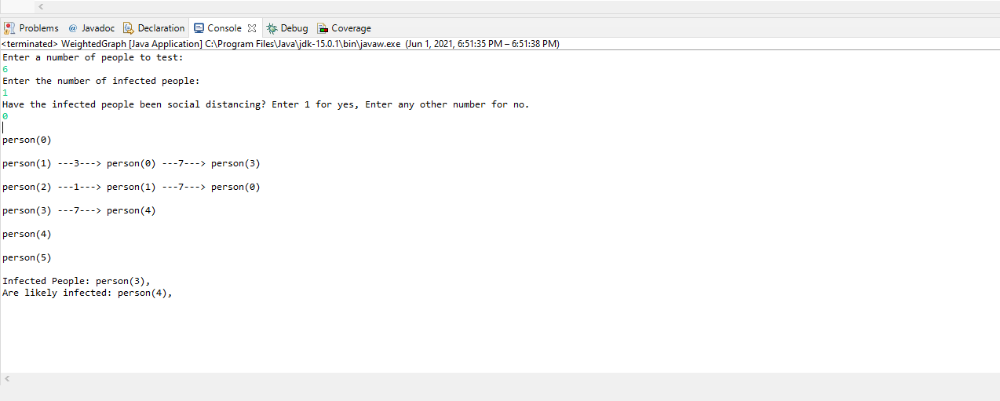 Problems @ Javadoc Declaration Console Debug Coverage
<terminated> WeightedGraph [Java Application] C:\Program Files\Java\jdk-15.0.1\bin\javaw.exe (Jun 1, 2021, 6:51:35 PM – 6:51:38 PM)
Enter a number of people to test:
6
Enter the number of infected people:
1
Have the infected people been social distancing? Enter 1 for yes, Enter any other number for no.
0
person(0)
person(1) ---3---> person(0) ---7---> person(3)
person(2) ---1---> person(1) ---7---> person(0)
person(3) ---7---> person(4)
person(4)
person(5)
Infected People: person(3),
Are likely infected: person(4),